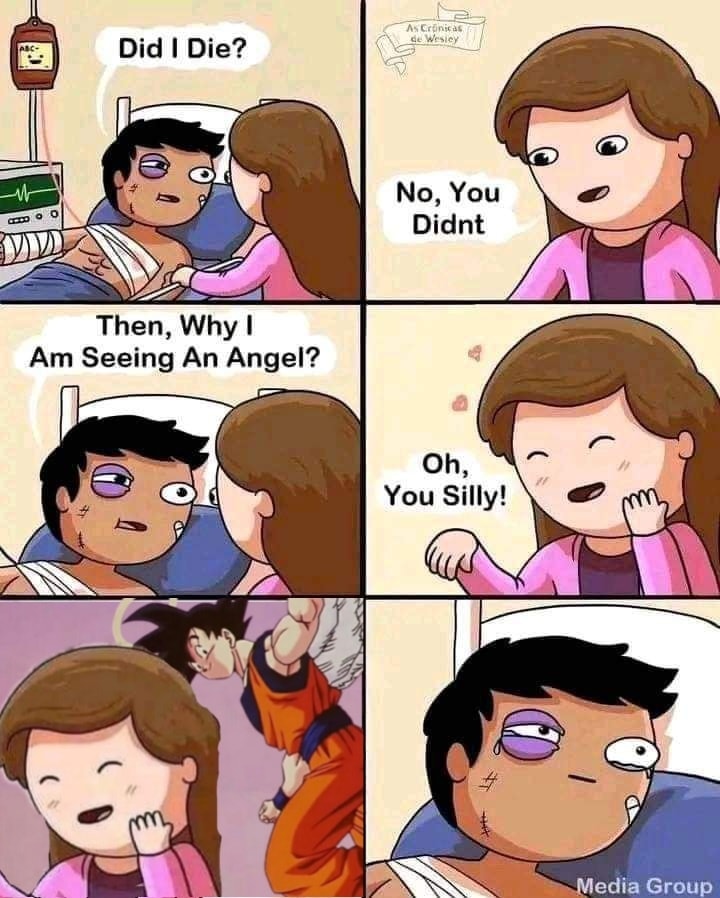 ABC-
Did I Die?
As Crônicas
de Wesley
No, You
Didnt
Then, Why I
Am Seeing An Angel?
Oh,
You Silly!
Media Group